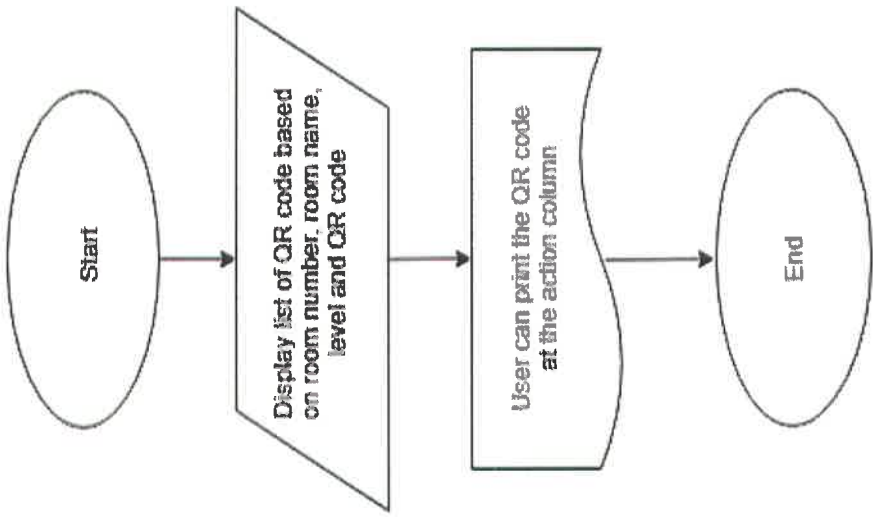 Start
Display list of QR code based
on room number, room name,
level and QR code
User can print the QR code
at the action column
End